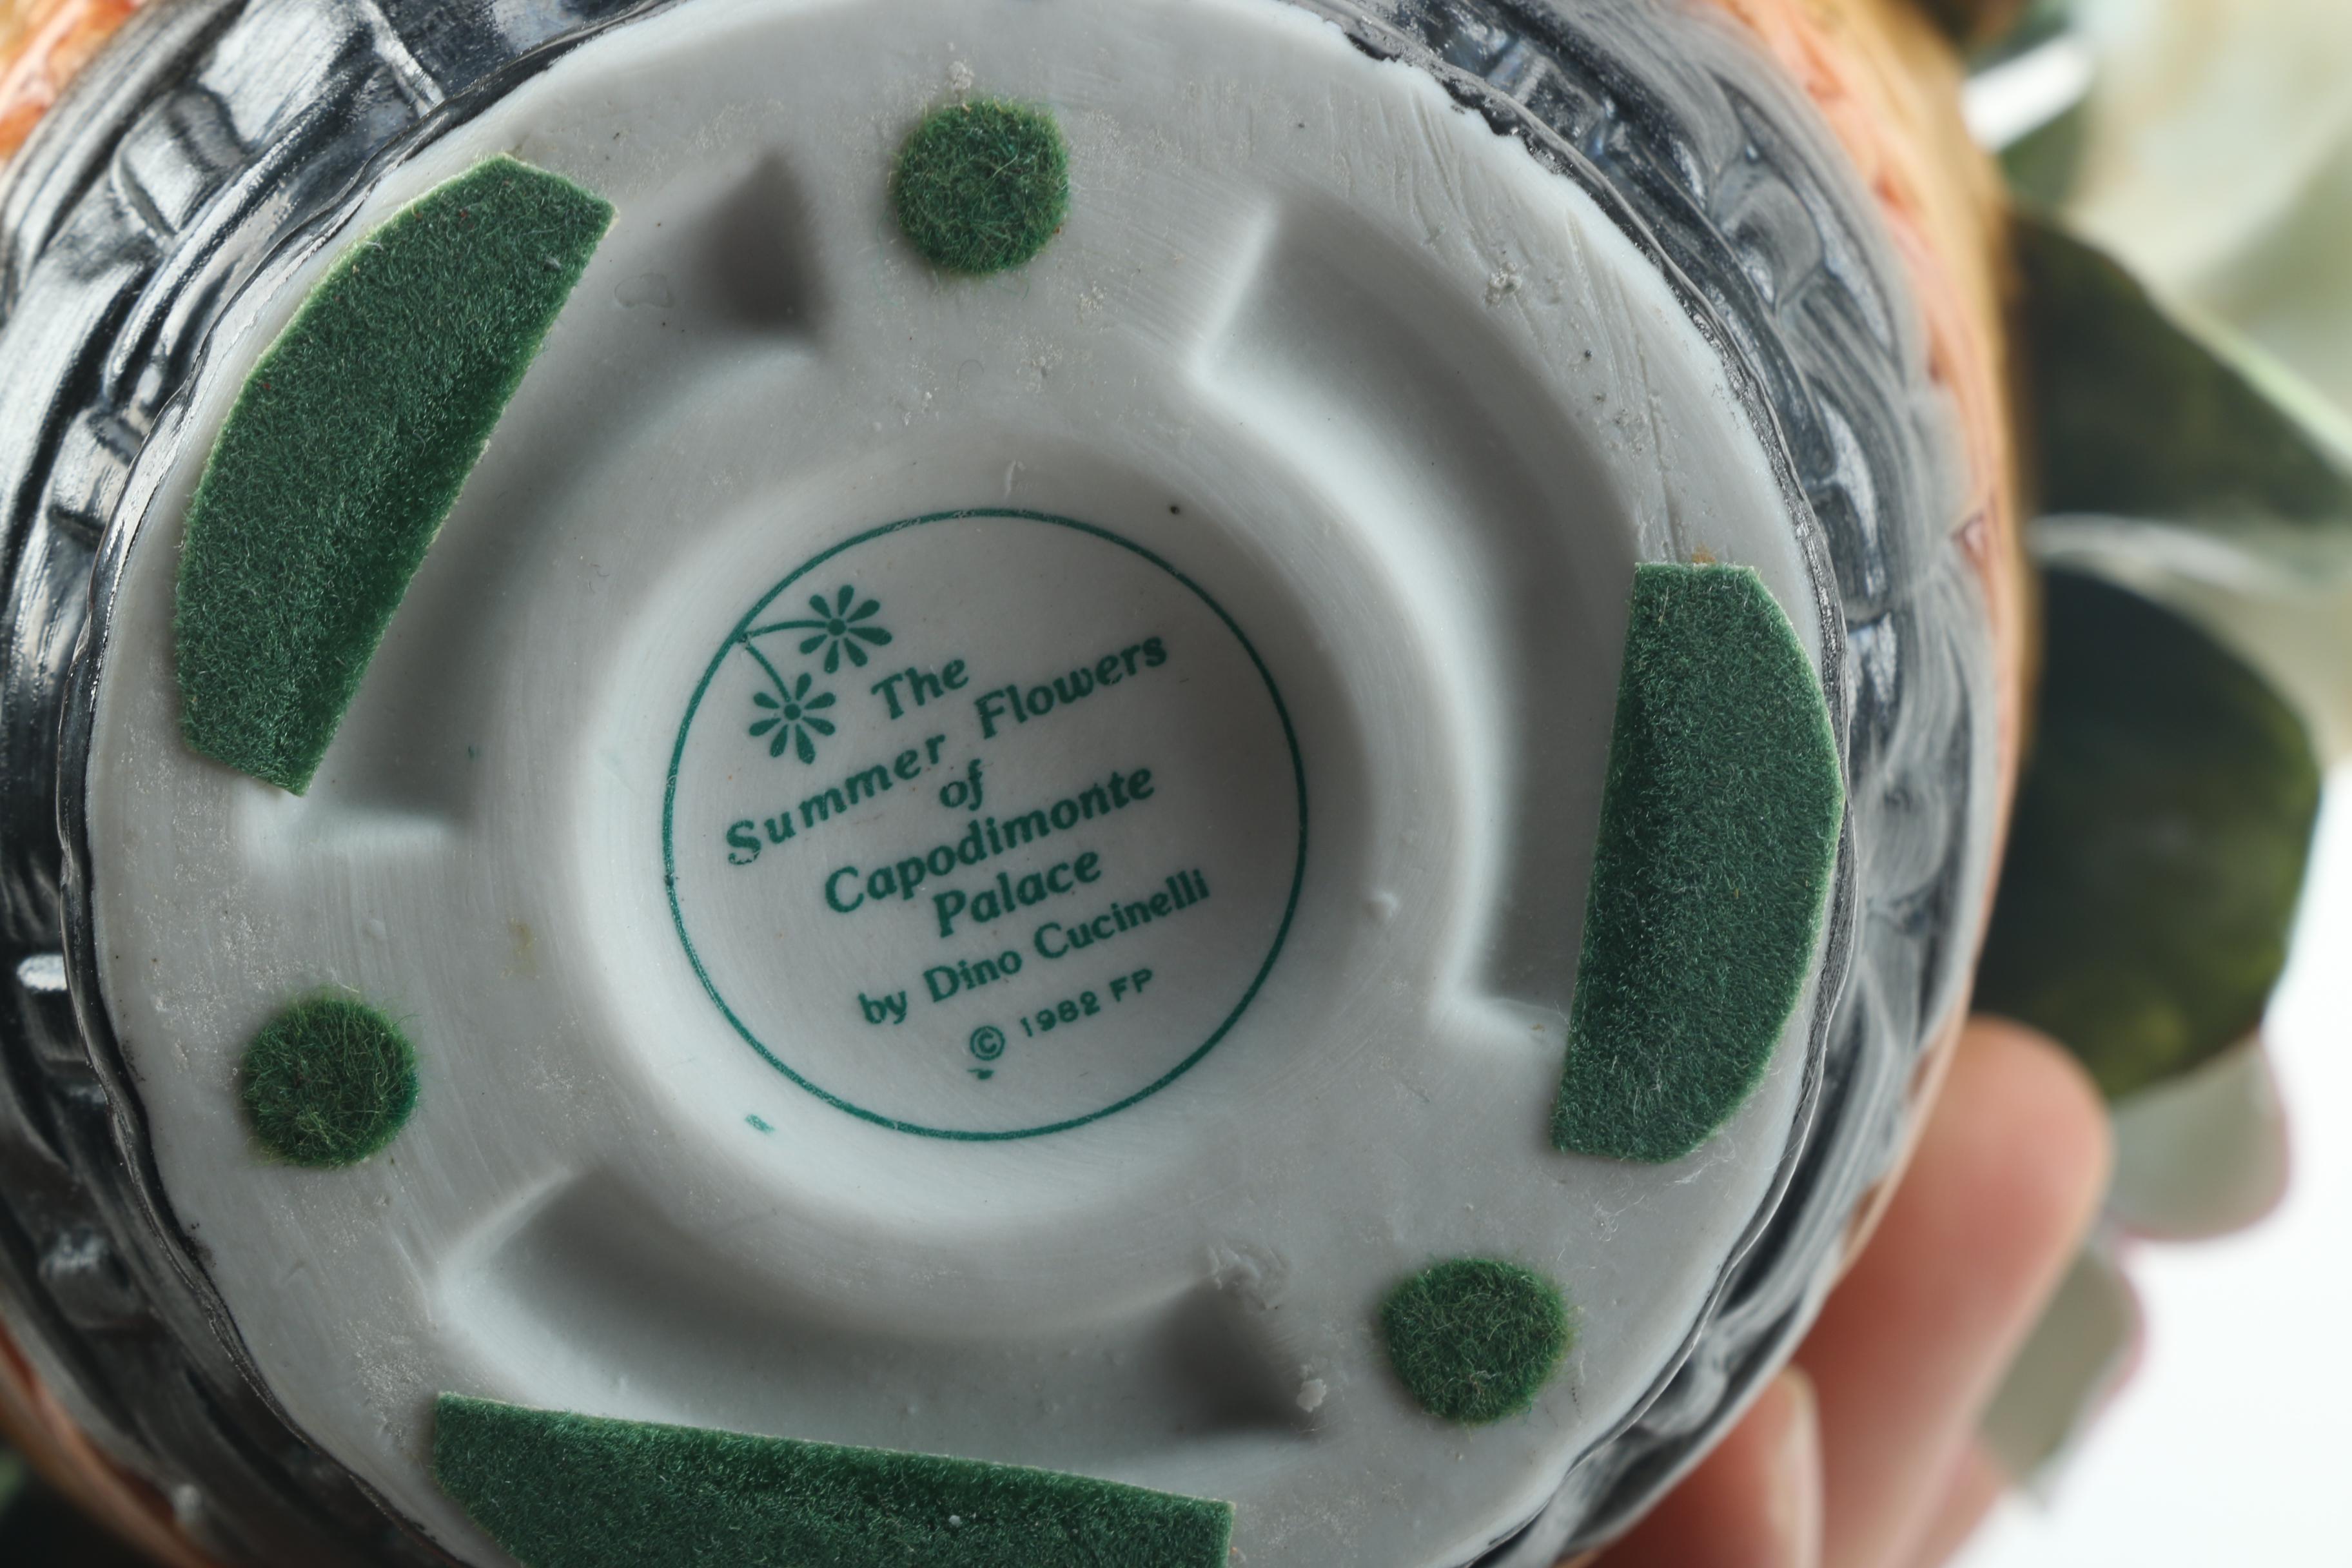 The
Summer Flowers
of
Capodimonte
Palace
by Dino Cucinelli
© 1982 FP